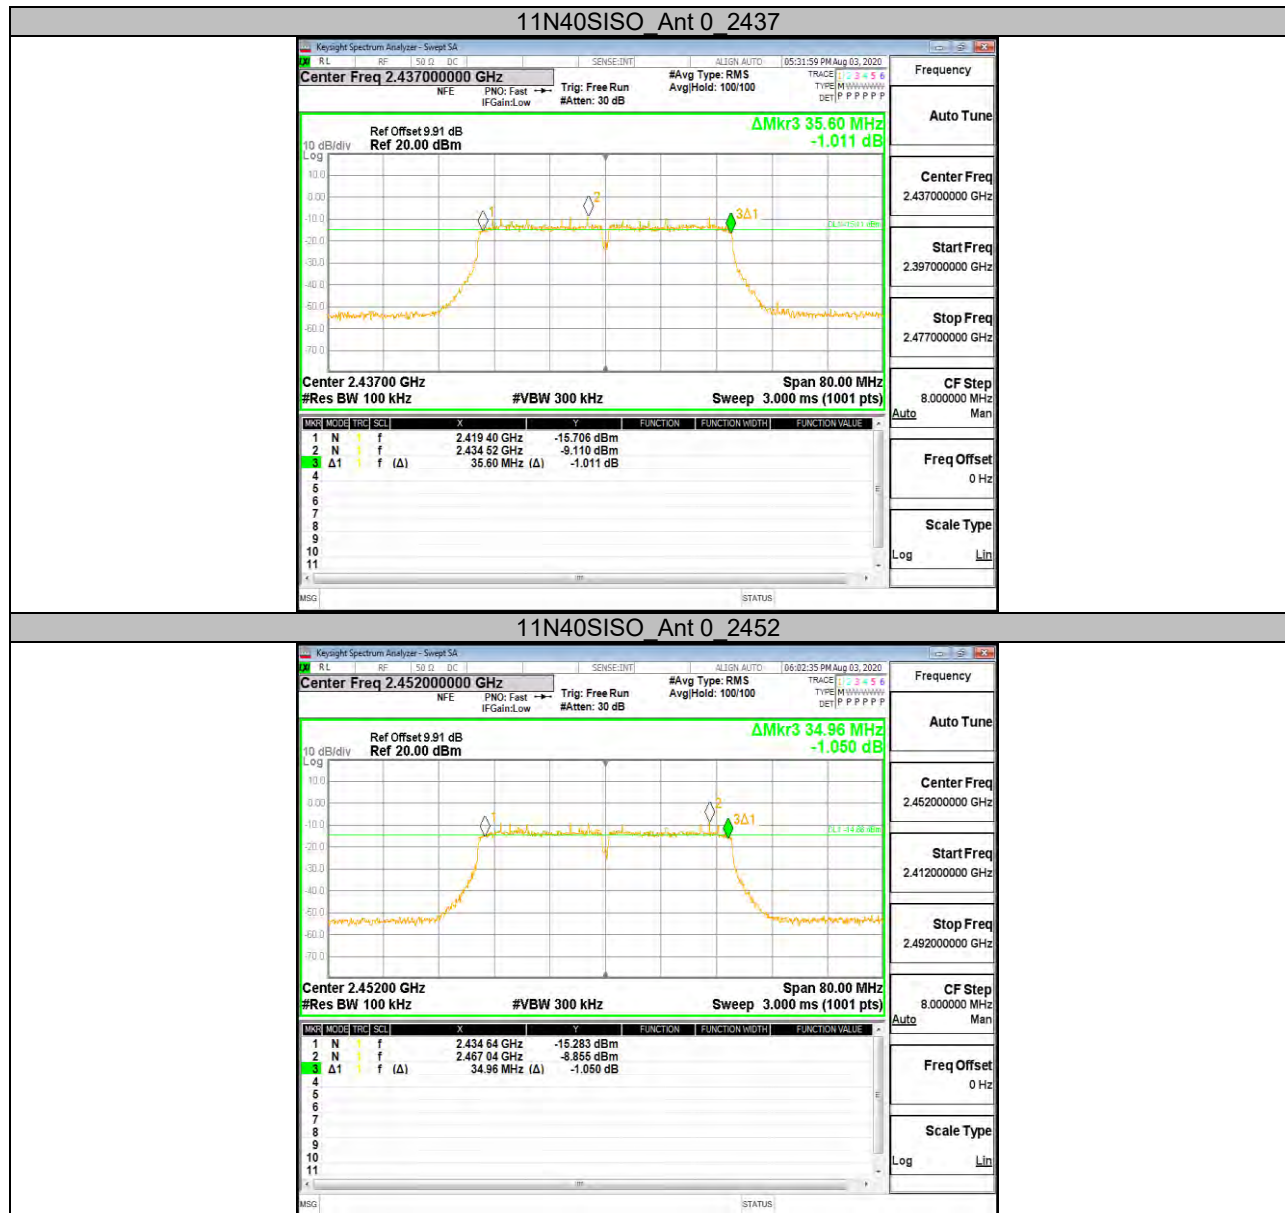 11N40SISO_Ant 0_2437
Keysight Spectrum Analyzer - Swept SA
RL RF 50 Ω DC SENSE:INT ALIGN AUTO 05:31:59 PM Aug 03, 2020
Center Freq 2.437000000 GHz
NFE PNO: Fast Trig: Free Run #Avg Type: RMS TRACE 1 2 3 4 5 6
IFGain:Low #Atten: 30 dB Avg|Hold: 100/100 TYPE M WWWWW
DET P P P P P P
Frequency
Auto Tune
Center Freq
2.437000000 GHz
Start Freq
2.397000000 GHz
Stop Freq
2.477000000 GHz
CF Step
8.000000 MHz
Auto Man
Freq Offset
0 Hz
Scale Type
Log Lin
ΔMkr3 35.60 MHz
-1.011 dB
Ref Offset 9.91 dB
10 dB/div Ref 20.00 dBm
Log
10.0
0.00
-10.0
-20.0
-30.0
-40.0
-50.0
-60.0
-70.0
1
2
3Δ1
Center 2.43700 GHz Span 80.00 MHz
#Res BW 100 kHz #VBW 300 kHz Sweep 3.000 ms (1001 pts)
MKR MODE TRC SCL X Y FUNCTION FUNCTION WIDTH FUNCTION VALUE
1 N 1 f 2.419 40 GHz -15.706 dBm
2 N 1 f 2.434 52 GHz -9.110 dBm
3 Δ1 1 f (Δ) 35.60 MHz (Δ) -1.011 dB
4
5
6
7
8
9
10
11
MSG STATUS
11N40SISO_Ant 0_2452
Keysight Spectrum Analyzer - Swept SA
RL RF 50 Ω DC SENSE:INT ALIGN AUTO 06:02:35 PM Aug 03, 2020
Center Freq 2.452000000 GHz
NFE PNO: Fast Trig: Free Run #Avg Type: RMS TRACE 1 2 3 4 5 6
IFGain:Low #Atten: 30 dB Avg|Hold: 100/100 TYPE M WWWWW
DET P P P P P P
Frequency
Auto Tune
Center Freq
2.452000000 GHz
Start Freq
2.412000000 GHz
Stop Freq
2.492000000 GHz
CF Step
8.000000 MHz
Auto Man
Freq Offset
0 Hz
Scale Type
Log Lin
ΔMkr3 34.96 MHz
-1.050 dB
Ref Offset 9.91 dB
10 dB/div Ref 20.00 dBm
Log
10.0
0.00
-10.0
-20.0
-30.0
-40.0
-50.0
-60.0
-70.0
1
2
3Δ1
Center 2.45200 GHz Span 80.00 MHz
#Res BW 100 kHz #VBW 300 kHz Sweep 3.000 ms (1001 pts)
MKR MODE TRC SCL X Y FUNCTION FUNCTION WIDTH FUNCTION VALUE
1 N 1 f 2.434 64 GHz -15.283 dBm
2 N 1 f 2.467 04 GHz -8.855 dBm
3 Δ1 1 f (Δ) 34.96 MHz (Δ) -1.050 dB
4
5
6
7
8
9
10
11
MSG STATUS